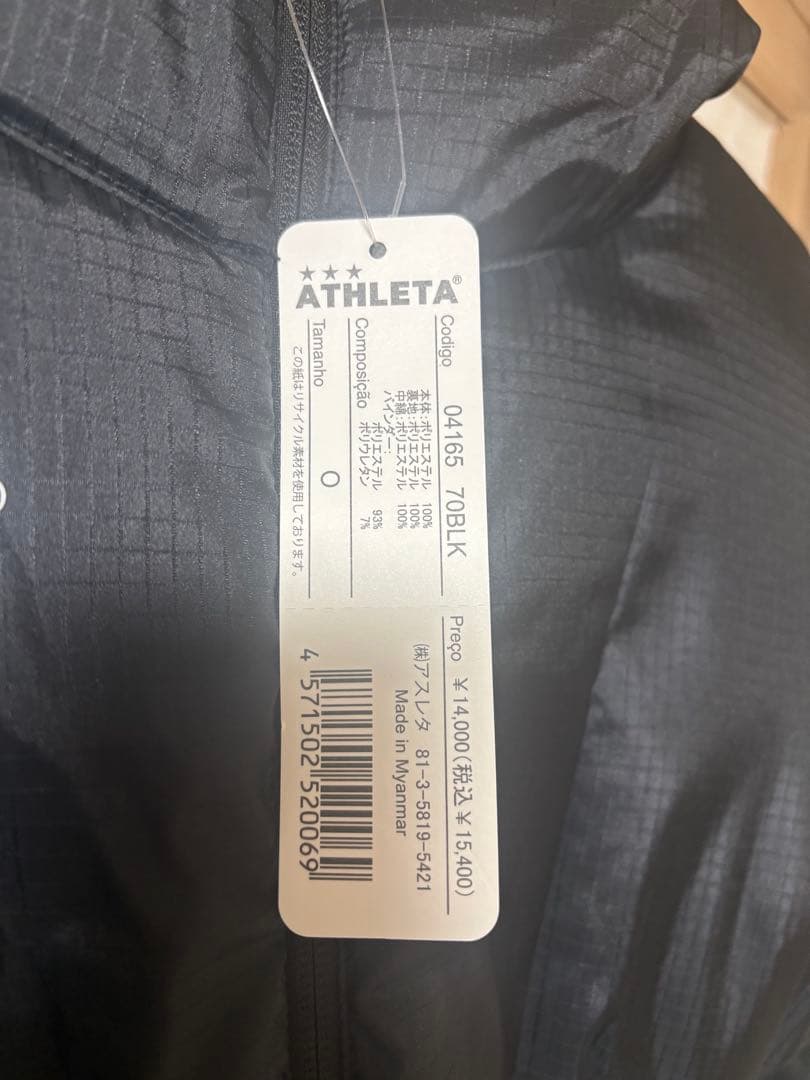 ★★★
ATHLETA®
Codigo 04165 70BLK
本体:ポリエステル 100%
裏地:ポリエステル 100%
中綿:ポリエステル 100%
バインダー:
ポリエステル 93%
ポリウレタン 7%
Composição
Tamanho O
この紙はリサイクル素材を使用しております。
Preço ¥14,000(税込¥15,400)
(株)アスレタ 81-3-5819-5421
Made in Myanmar
4 571502 520069